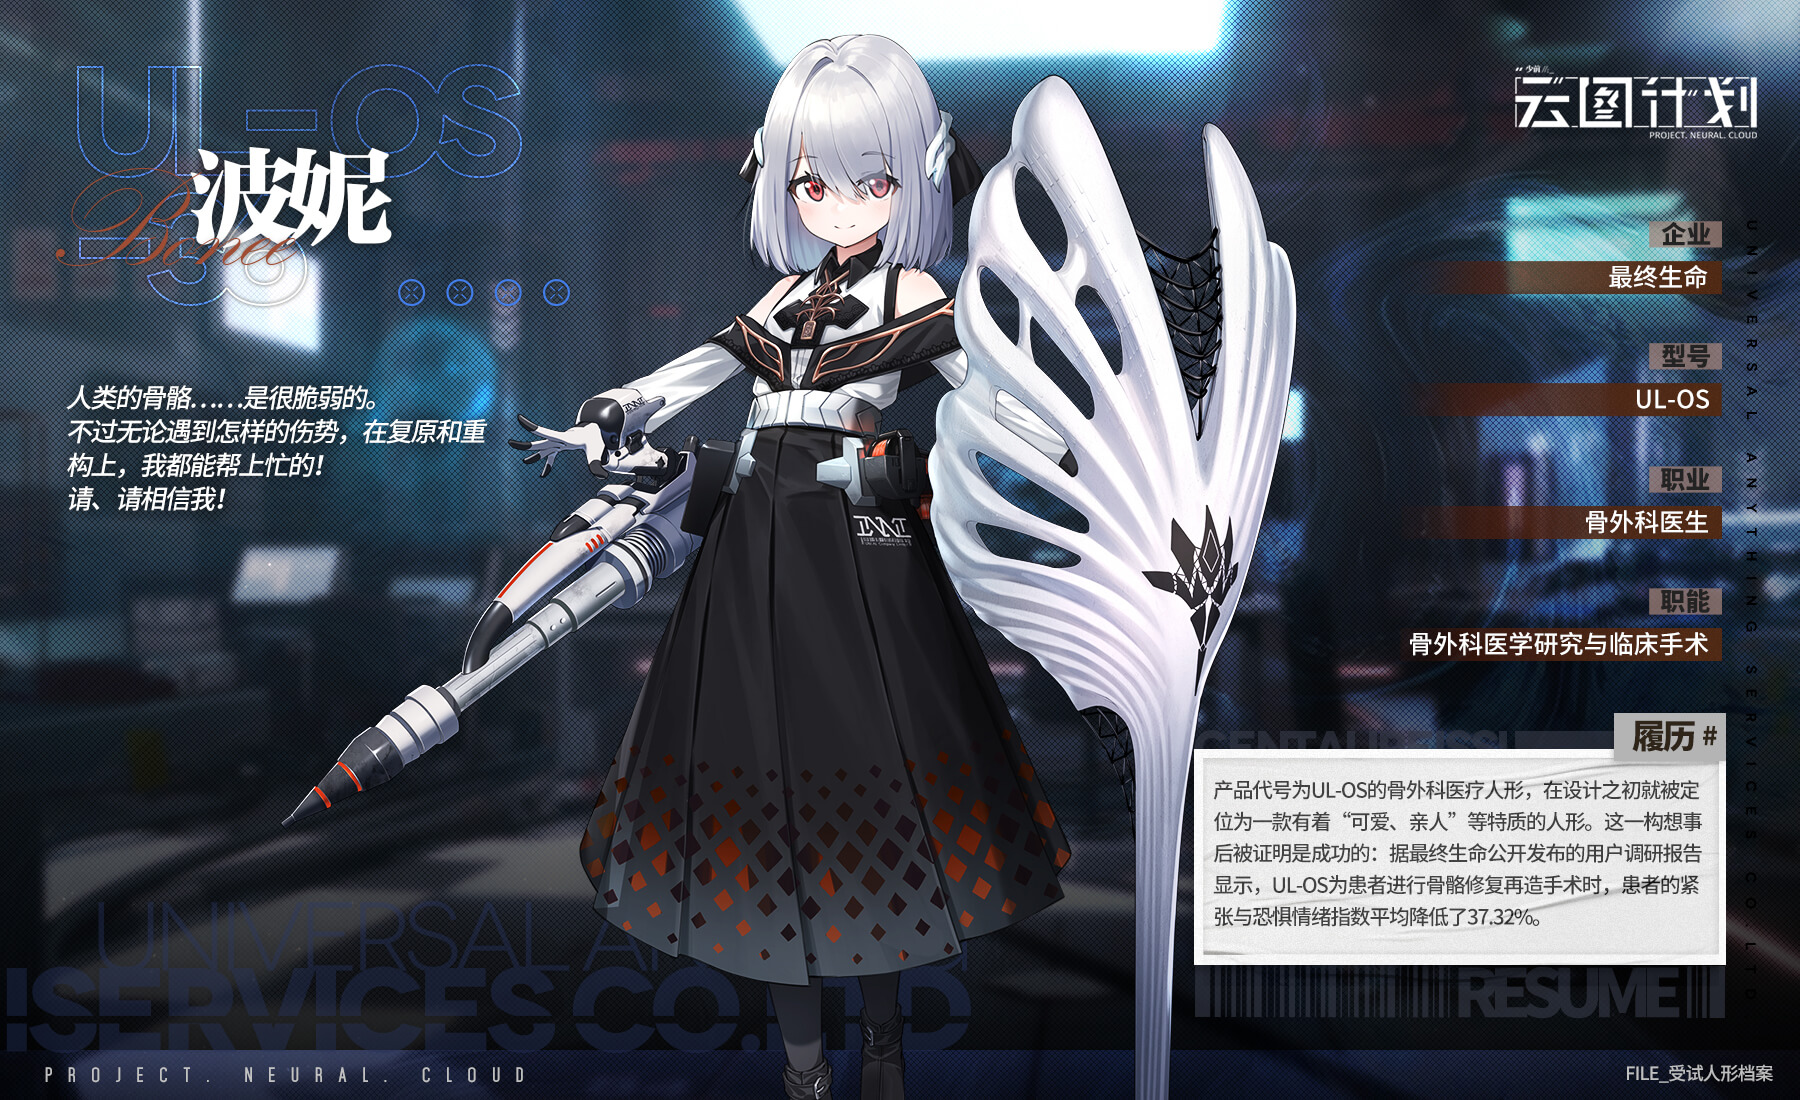 UL-OS
波妮
Bonee
人类的骨骼……是很脆弱的。
不过无论遇到怎样的伤势，在复原和重
构上，我都能帮上忙的！
请、请相信我！
少前
云图计划
PROJECT. NEURAL. CLOUD
企业
最终生命
型号
UL-OS
职业
骨外科医生
职能
骨外科医学研究与临床手术
履历 #
产品代号为UL-OS的骨外科医疗人形，在设计之初就被定
位为一款有着“可爱、亲人”等特质的人形。这一构想事
后被证明是成功的：据最终生命公开发布的用户调研报告
显示，UL-OS为患者进行骨骼修复再造手术时，患者的紧
张与恐惧情绪指数平均降低了37.32%。
RESUME
UNIVERSAL ANYTHING SERVICES CO.LTD
UNIVERSAL
SERVICES CO.LTD
PROJECT. NEURAL. CLOUD
FILE_受试人形档案